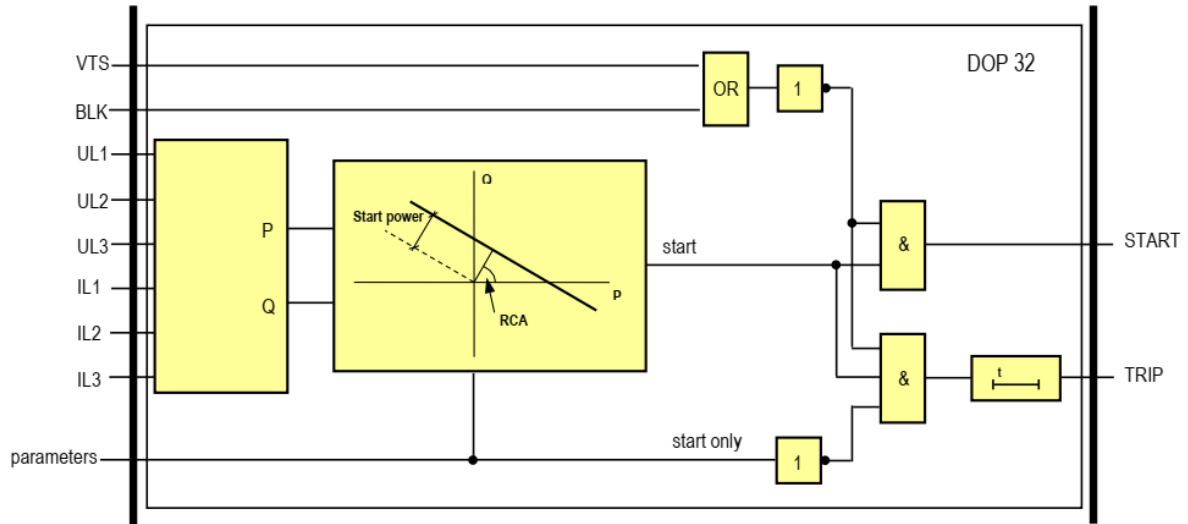 DOP 32
VTS
OR
1
BLK
UL1
UL2
UL3
IL1
IL2
IL3
P
Q
Q
Start power
P
RCA
start
&
START
&
t
TRIP
parameters
start only
1